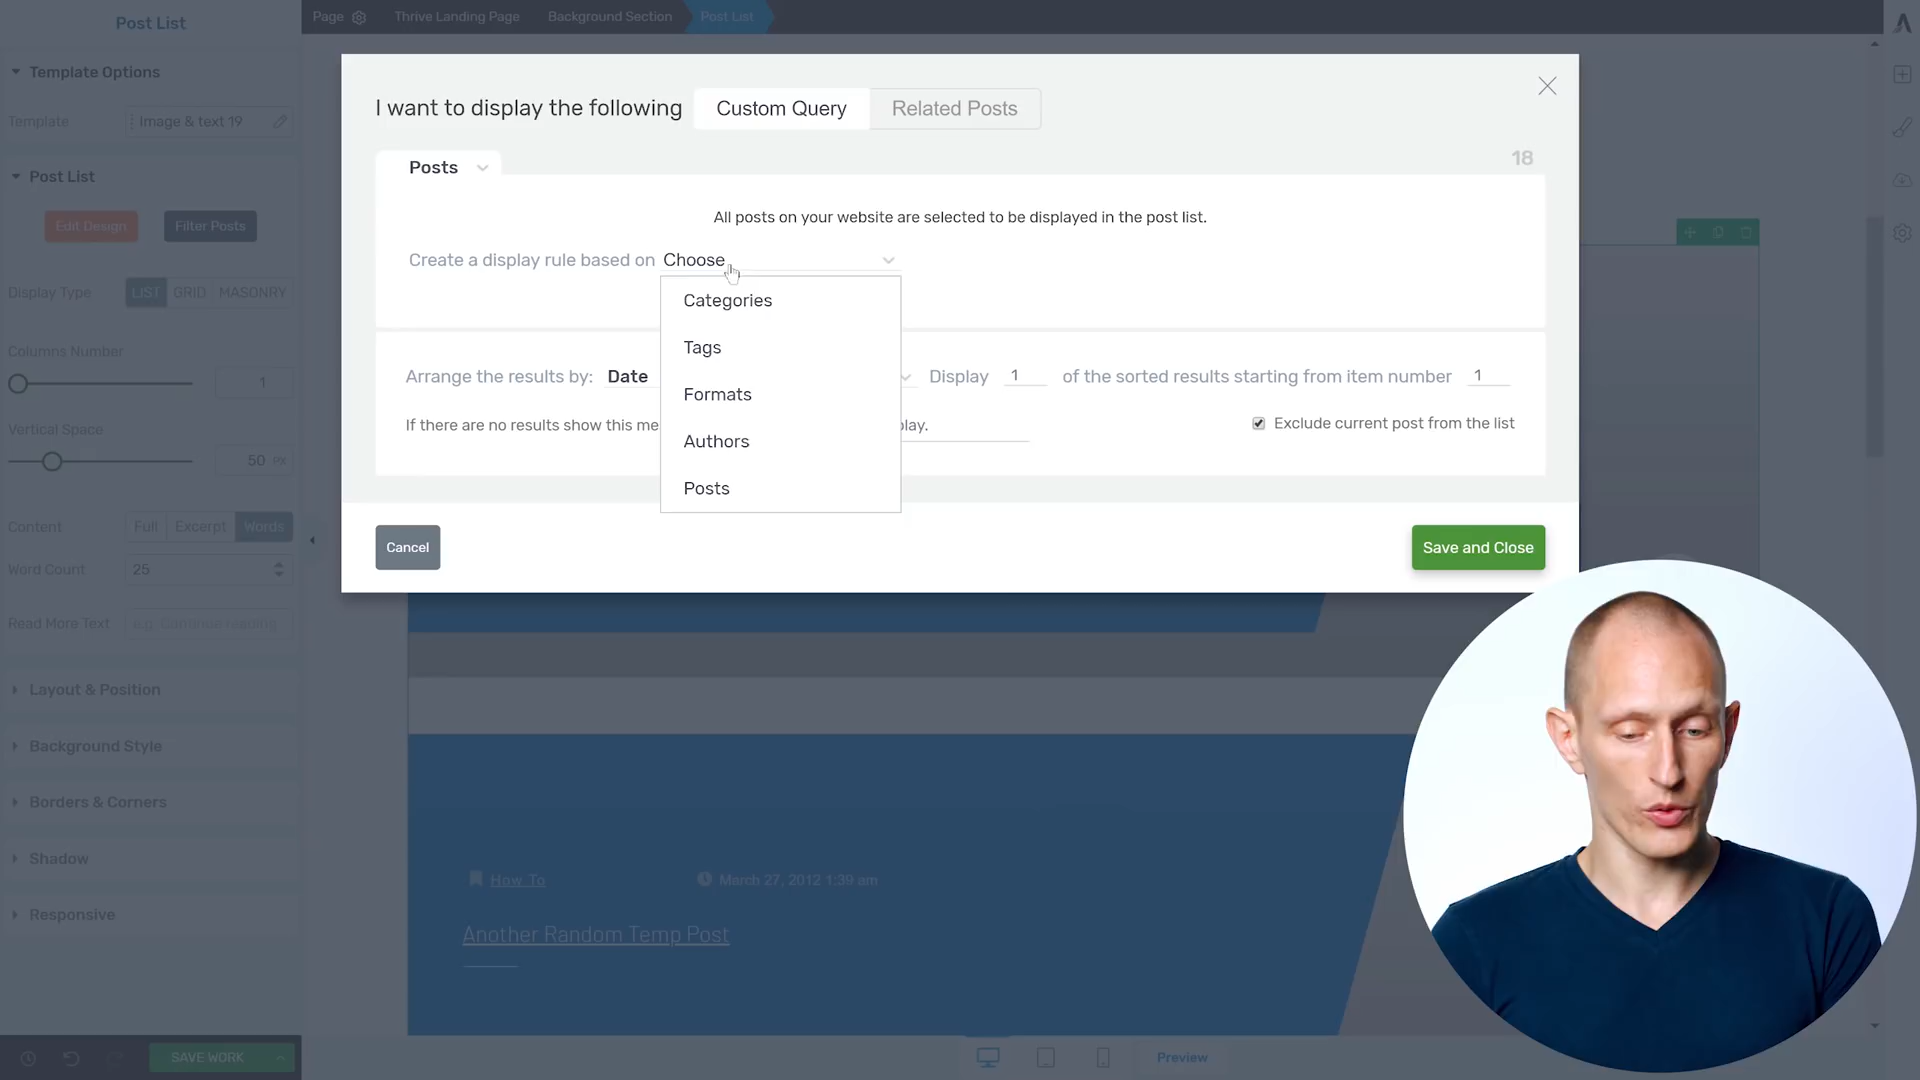 Post List
Page
Thrive Landing Page
Background Section
Post List
Template Options
Template
Image & text 19
Post List
Edit Design
Filter Posts
Display Type
LIST
GRID
MASONRY
Columns Number
1
Vertical Space
50 PX
Content
Full
Excerpt
Words
Word Count
25
Read More Text
e.g. Continue reading
Layout & Position
Background Style
Borders & Corners
Shadow
Responsive
SAVE WORK
I want to display the following
Custom Query
Related Posts
Posts
18
All posts on your website are selected to be displayed in the post list.
Create a display rule based on Choose
Categories
Tags
Formats
Authors
Posts
Arrange the results by: Date
Display 1 of the sorted results starting from item number 1
If there are no results show this me
lay.
Exclude current post from the list
Cancel
Save and Close
How To
March 27, 2012 1:39 am
Another Random Temp Post
Preview